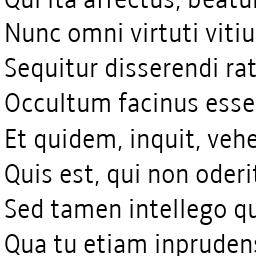 Qui ita affectus, beatu
Nunc omni virtuti vitiu
Sequitur disserendi rat
Occultum facinus esse
Et quidem, inquit, vehe
Quis est, qui non oderit
Sed tamen intellego qu
Qua tu etiam inprudens